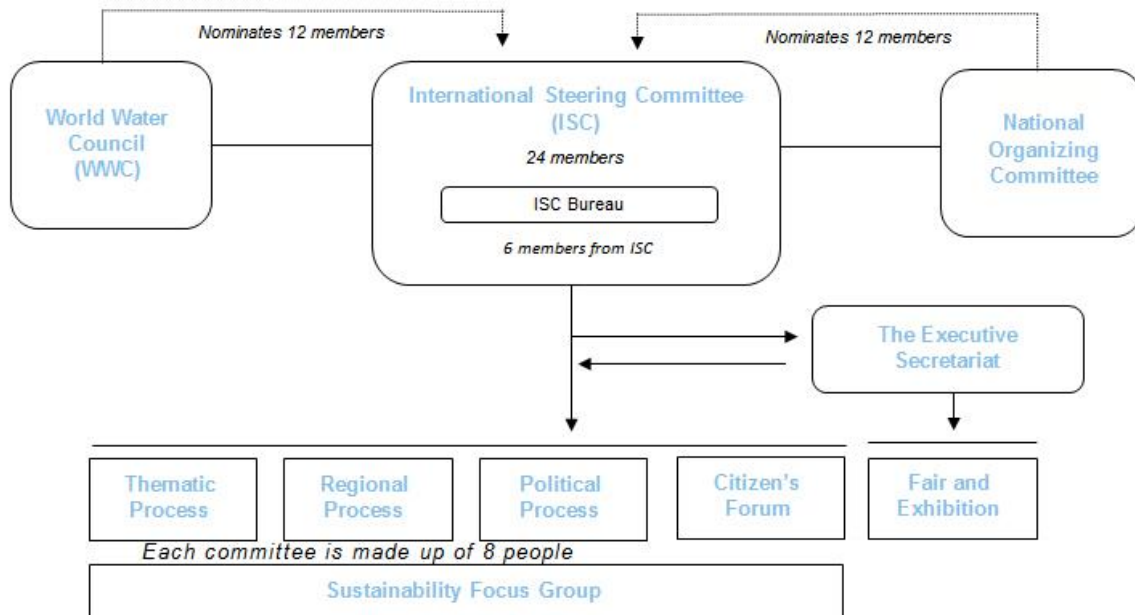 Nominates 12 members
Nominates 12 members
World Water
Council
(WWC)
International Steering Committee
(ISC)
24 members
ISC Bureau
6 members from ISC
National
Organizing
Committee
The Executive
Secretariat
Thematic
Process
Regional
Process
Political
Process
Citizen's
Forum
Fair and
Exhibition
Each committee is made up of 8 people
Sustainability Focus Group